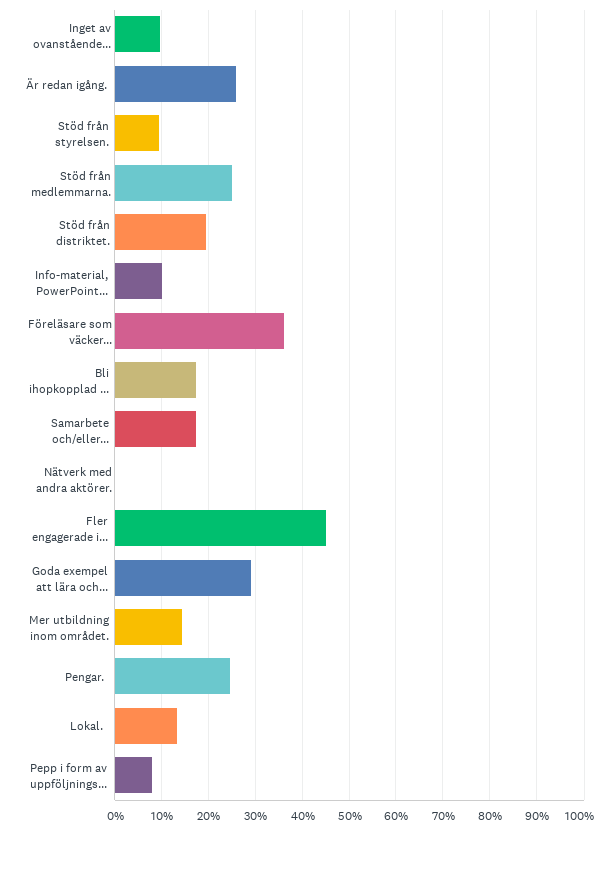 Inget av
ovanstående...
Är redan igång.
Stöd från
styrelsen.
Stöd från
medlemmarna.
Stöd från
distriktet.
Info-material,
PowerPoint...
Föreläsare som
väcker...
Bli
ihopkopplad ...
Samarbete
och/eller...
Nätverk med
andra aktörer.
Fler
engagerade i...
Goda exempel
att lära och...
Mer utbildning
inom området.
Pengar.
Lokal.
Pepp i form av
uppföljnings...
0% 10% 20% 30% 40% 50% 60% 70% 80% 90% 100%